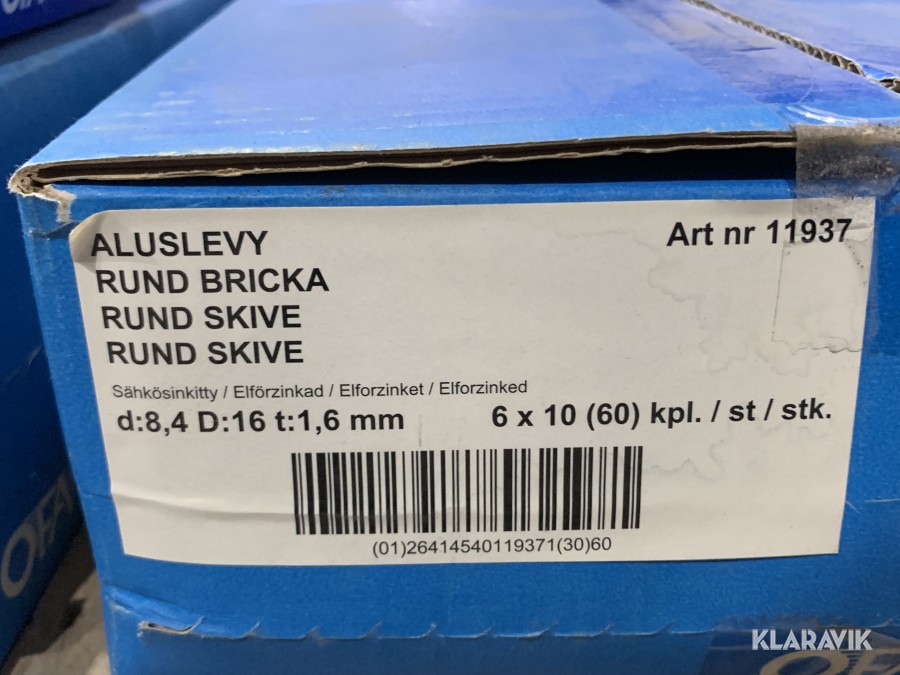 ALUSLEVY
RUND BRICKA
RUND SKIVE
RUND SKIVE
Art nr 11937
Sähkösinkitty / Elförzinkad / Elforzinket / Elforzinked
d:8,4 D:16 t:1,6 mm
6 x 10 (60) kpl. / st / stk.
(01)26414540119371(30)60
KLARAVIK